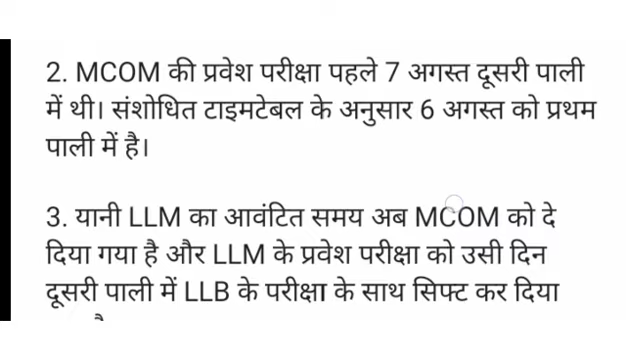 2. MCOM की प्रवेश परीक्षा पहले 7 अगस्त दूसरी पाली
में थी। संशोधित टाइमटेबल के अनुसार 6 अगस्त को प्रथम
पाली में है।
3. यानी LLM का आवंटित समय अब MCOM को दे
दिया गया है और LLM के प्रवेश परीक्षा को उसी दिन
दूसरी पाली में LLB के परीक्षा के साथ सिफ्ट कर दिया